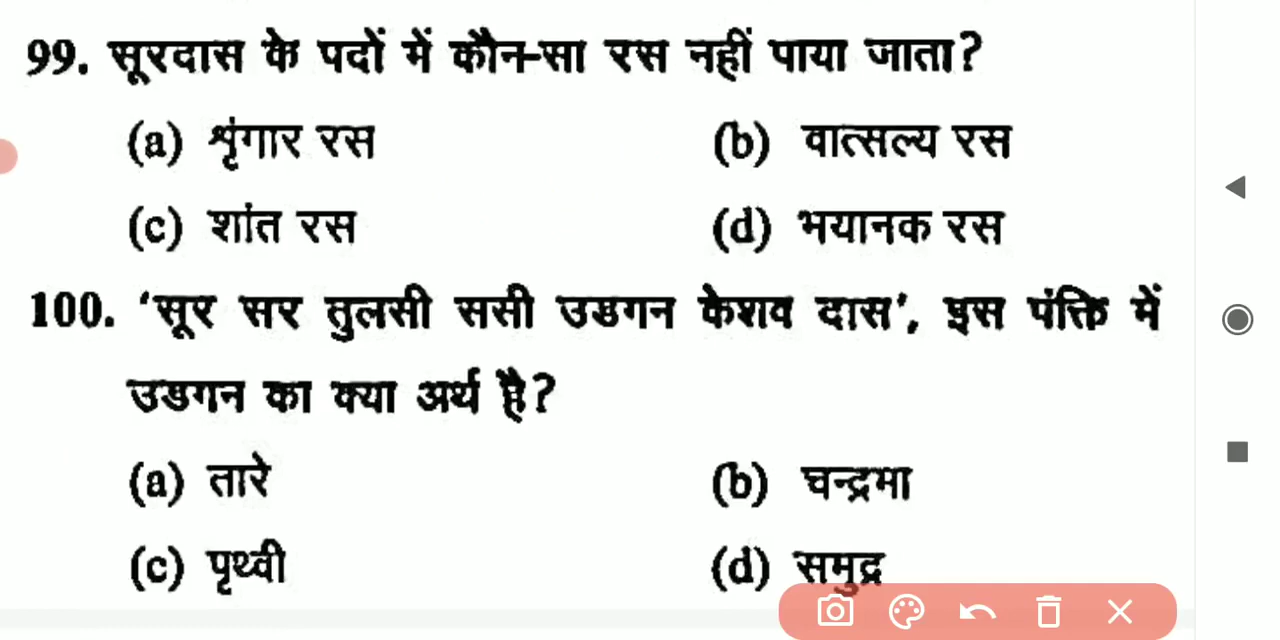 99. सूरदास के पदों में कौन-सा रस नहीं पाया जाता?
(a) शृंगार रस (b) वात्सल्य रस
(c) शांत रस (d) भयानक रस
100. ‘सूर सर तुलसी ससी उडगन केशव दास’, इस पंक्ति में
उडगन का क्या अर्थ है?
(a) तारे (b) चन्द्रमा
(c) पृथ्वी (d) समुद्र